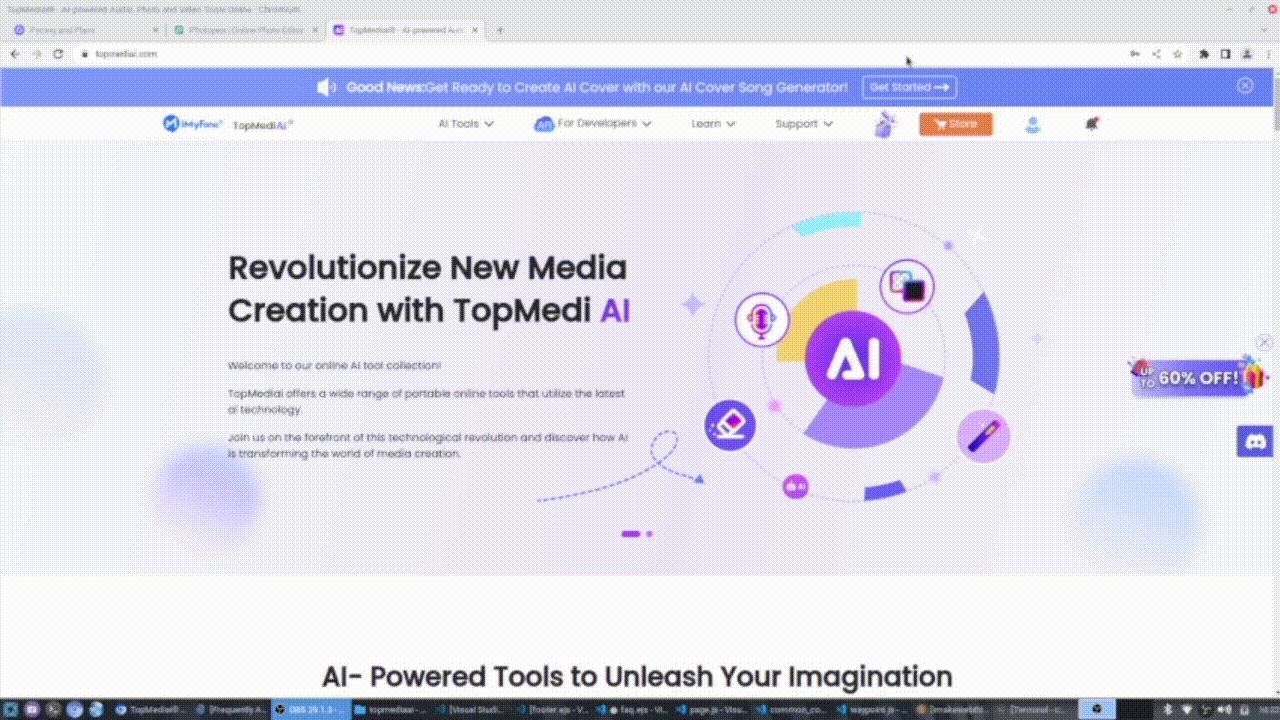 TopMediai® - AI-powered Audio, Photo and Video Tools Online - Chromium
Pricing and Plans
Photopea | Online Photo Editor
TopMediai® - AI-powered Au
topmediai.com
Good News:Get Ready to Create AI Cover with our AI Cover Song Generator!
Get Started
iMyFone TopMediAi
AI Tools
API
For Developers
Learn
Support
Store
Revolutionize New Media
Creation with TopMedi AI
Welcome to our online AI tool collection!
TopMediai offers a wide range of portable online tools that utilize the latest
ai technology.
Join us on the forefront of this technological revolution and discover how AI
is transforming the world of media creation.
AI
AI
UP
TO 60% OFF!
AI- Powered Tools to Unleash Your Imagination
TopMediai®...
[Frequently A...
OBS 29.1.3 -...
topmediaai -...
[Visual Studi...
[footer.ejs - V...
faq.ejs - Vi...
page.js - Visu...
common_co...
waypoint.js -...
[Terminal -